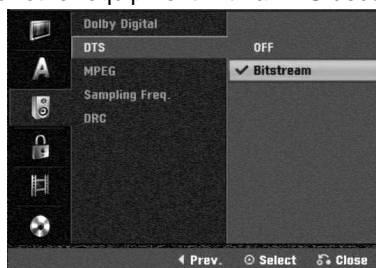 Dolby Digital
DTS
OFF
MPEG
✓ Bitstream
Sampling Freq.
DRC
A
◀ Prev. ⊙ Select Close